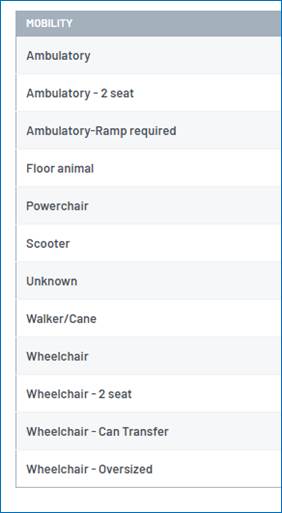 MOBILITY
Ambulatory
Ambulatory - 2 seat
Ambulatory-Ramp required
Floor animal
Powerchair
Scooter
Unknown
Walker/Cane
Wheelchair
Wheelchair - 2 seat
Wheelchair - Can Transfer
Wheelchair - Oversized